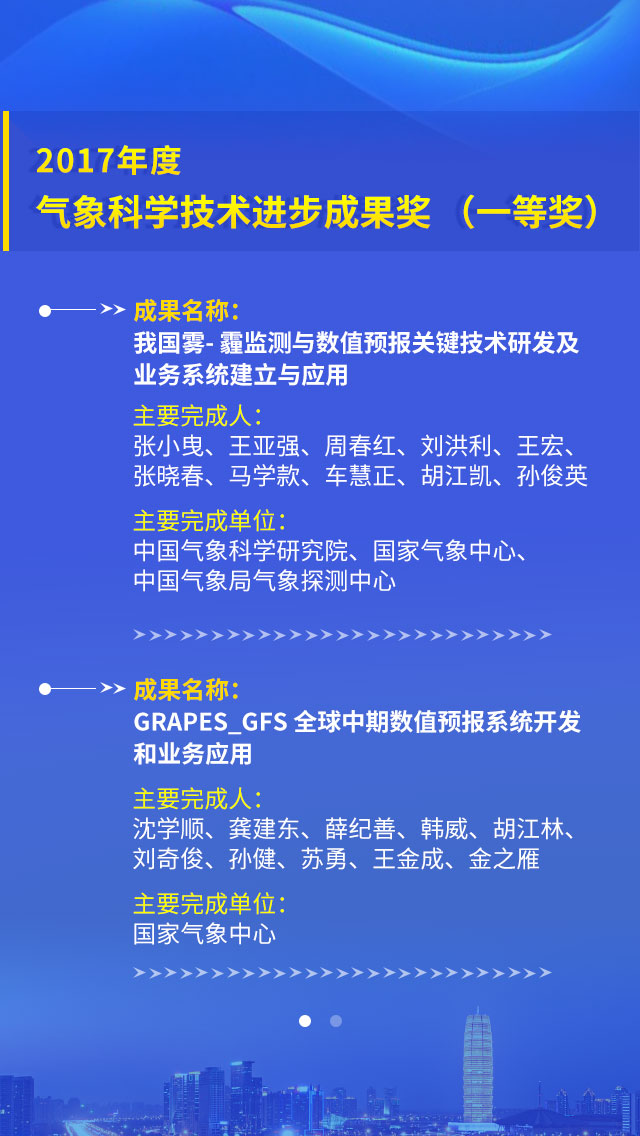 2017年度
气象科学技术进步成果奖（一等奖）
成果名称：
我国雾- 霾监测与数值预报关键技术研发及
业务系统建立与应用
主要完成人：
张小曳、王亚强、周春红、刘洪利、王宏、
张晓春、马学款、车慧正、胡江凯、孙俊英
主要完成单位：
中国气象科学研究院、国家气象中心、
中国气象局气象探测中心
成果名称：
GRAPES_GFS 全球中期数值预报系统开发
和业务应用
主要完成人：
沈学顺、龚建东、薛纪善、韩威、胡江林、
刘奇俊、孙健、苏勇、王金成、金之雁
主要完成单位：
国家气象中心